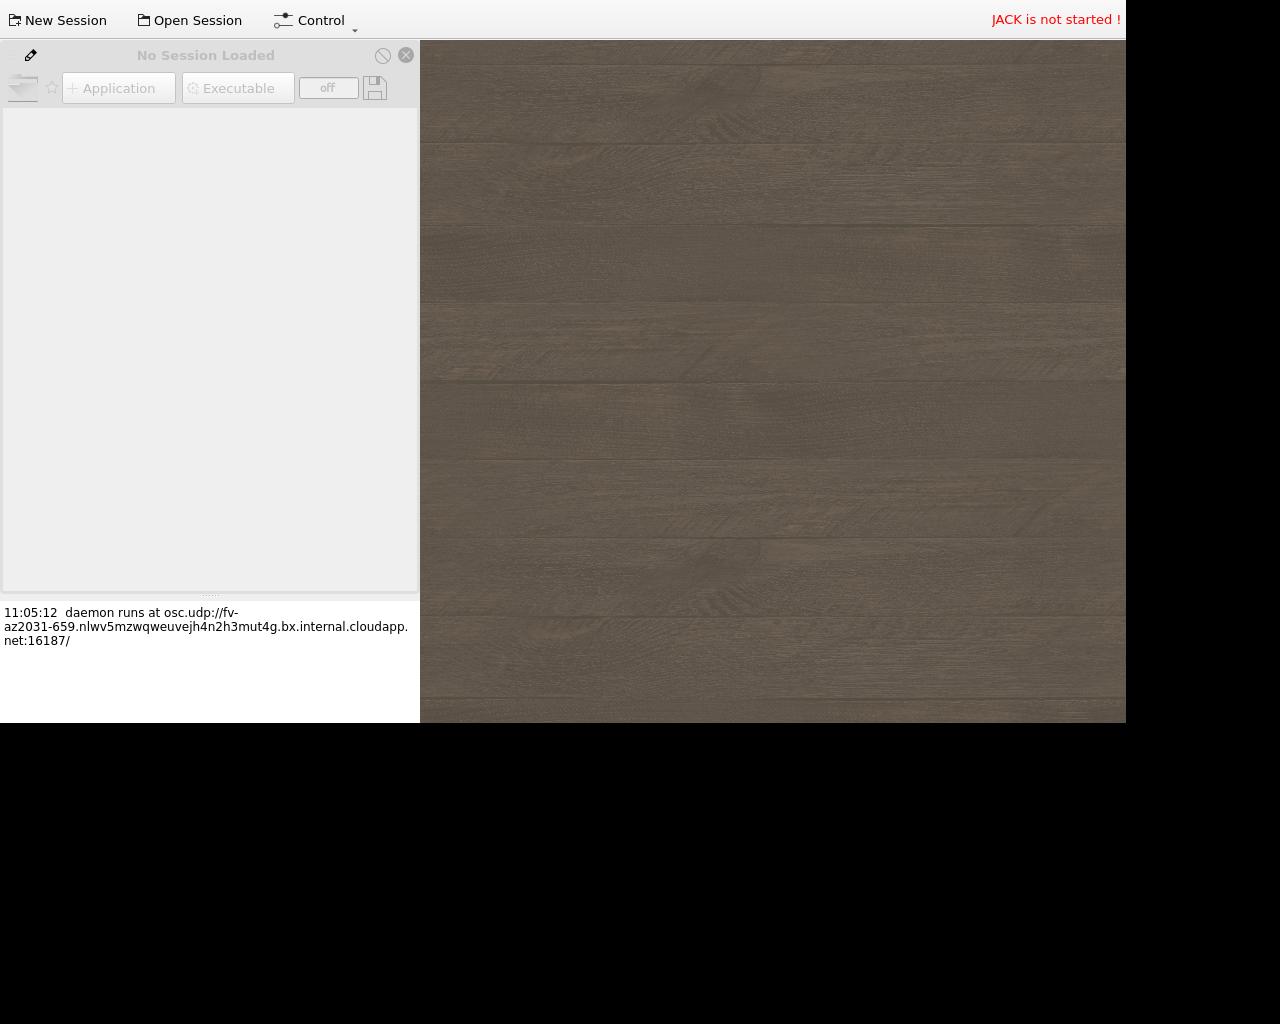 New Session
Open Session
Control
JACK is not started !
No Session Loaded
Application
Executable
off
11:05:12  daemon runs at osc.udp://fv-
az2031-659.nlwv5mzwqweuvejh4n2h3mut4g.bx.internal.cloudapp.
net:16187/